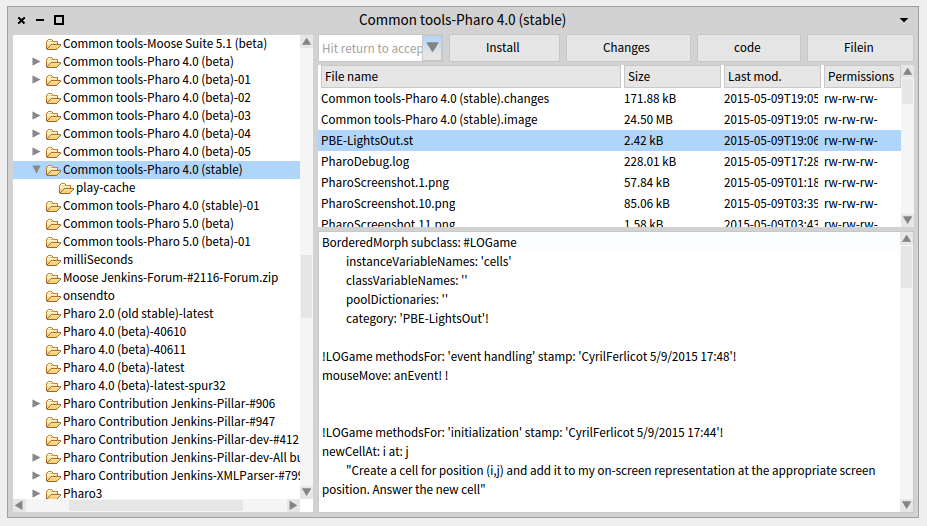 Common tools-Pharo 4.0 (stable)
Common tools-Moose Suite 5.1 (beta)
Common tools-Pharo 4.0 (beta)
Common tools-Pharo 4.0 (beta)-01
Common tools-Pharo 4.0 (beta)-02
Common tools-Pharo 4.0 (beta)-03
Common tools-Pharo 4.0 (beta)-04
Common tools-Pharo 4.0 (beta)-05
Common tools-Pharo 4.0 (stable)
play-cache
Common tools-Pharo 4.0 (stable)-01
Common tools-Pharo 5.0 (beta)
Common tools-Pharo 5.0 (beta)-01
milliSeconds
Moose Jenkins-Forum-#2116-Forum.zip
onsendto
Pharo 2.0 (old stable)-latest
Pharo 4.0 (beta)-40610
Pharo 4.0 (beta)-40611
Pharo 4.0 (beta)-latest
Pharo 4.0 (beta)-latest-spur32
Pharo Contribution Jenkins-Pillar-#906
Pharo Contribution Jenkins-Pillar-#947
Pharo Contribution Jenkins-Pillar-dev-#412
Pharo Contribution Jenkins-Pillar-dev-All bu
Pharo Contribution Jenkins-XMLParser-#799
Pharo3
Hit return to accep Install Changes code Filein
File name Size Last mod. Permissions
Common tools-Pharo 4.0 (stable).changes 171.88 kB 2015-05-09T19:05 rw-rw-rw-
Common tools-Pharo 4.0 (stable).image 24.50 MB 2015-05-09T19:05 rw-rw-rw-
PBE-LightsOut.st 2.42 kB 2015-05-09T19:06 rw-rw-rw-
PharoDebug.log 228.01 kB 2015-05-09T17:28 rw-rw-rw-
PharoScreenshot.1.png 57.84 kB 2015-05-09T01:18 rw-rw-rw-
PharoScreenshot.10.png 85.06 kB 2015-05-09T03:39 rw-rw-rw-
PharoScreenshot.11.png 1.58 kB 2015-05-09T03:43 rw-rw-rw-
BorderedMorph subclass: #LOGame
instanceVariableNames: 'cells'
classVariableNames: ''
poolDictionaries: ''
category: 'PBE-LightsOut'!
!LOGame methodsFor: 'event handling' stamp: 'CyrilFerlicot 5/9/2015 17:48'!
mouseMove: anEvent! !
!LOGame methodsFor: 'initialization' stamp: 'CyrilFerlicot 5/9/2015 17:44'!
newCellAt: i at: j
"Create a cell for position (i,j) and add it to my on-screen representation at the appropriate screen
position. Answer the new cell"